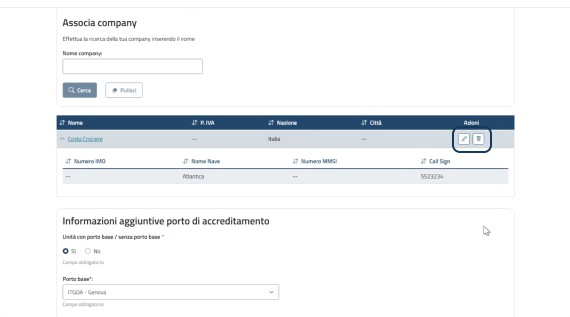 Associa company
Effettua la ricerca della tua company inserendo il nome
Nome company:
Cerca Pulisci
Nome P. IVA Nazione Città Azioni
Costa Crociere -- Italia --
Numero IMO Nome Nave Numero MMSI Call Sign
-- Atlantica -- 5523234
Informazioni aggiuntive porto di accreditamento
Unità con porto base / senza porto base *
Si No
Campo obbligatorio
Porto base*:
ITGOA - Genova
Campo obbligatorio